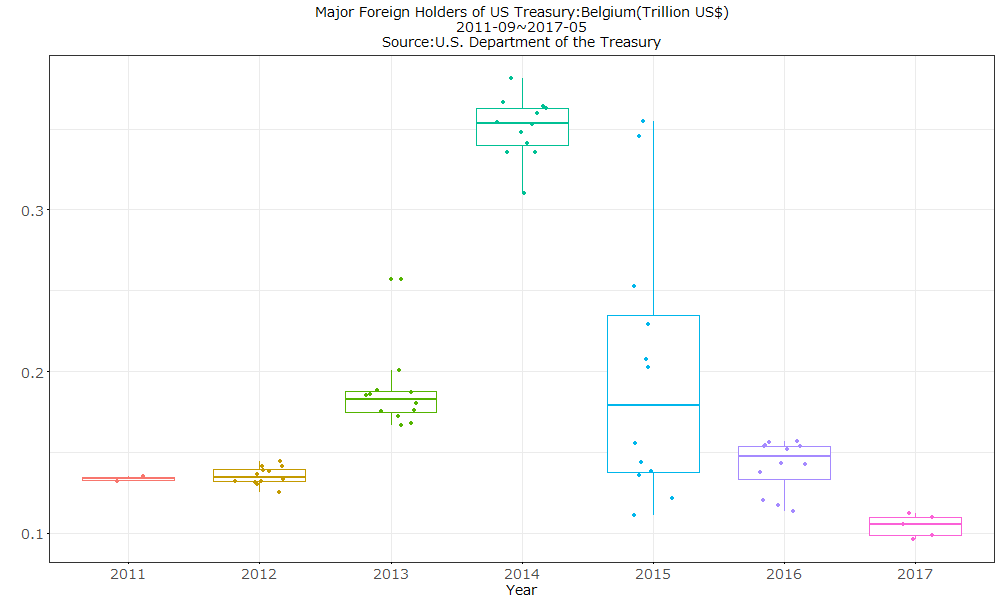 Major Foreign Holders of US Treasury:Belgium(Trillion US$)
2011-09~2017-05
Source:U.S. Department of the Treasury
0.3
0.2
0.1
2011 2012 2013 2014 2015 2016 2017
Year